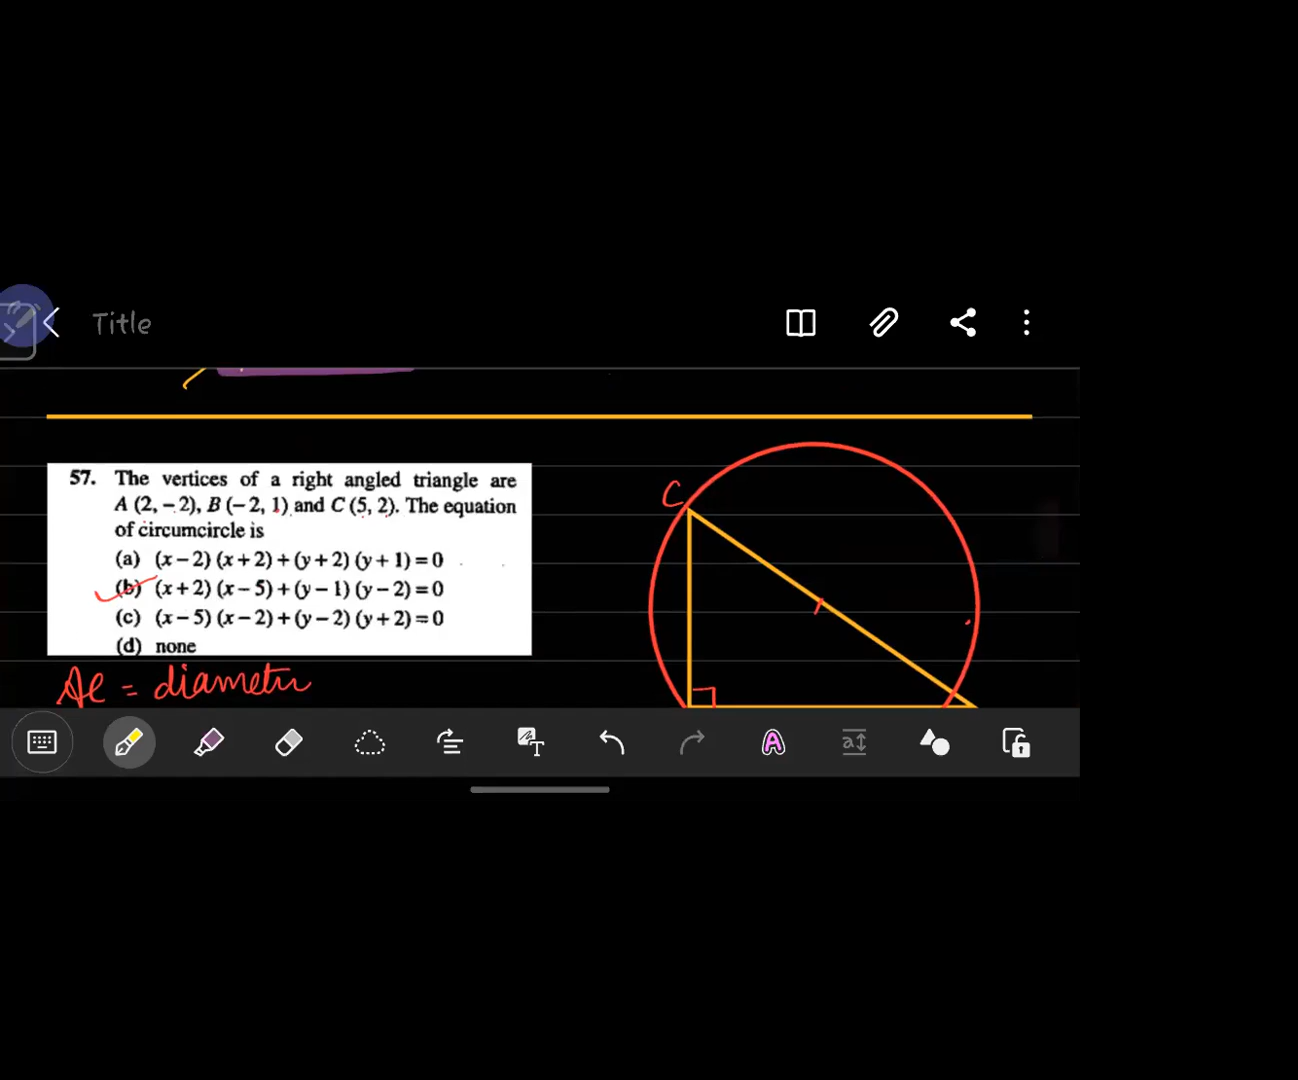 Title
57. The vertices of a right angled triangle are
A (2, – 2), B (– 2, 1) and C (5, 2). The equation
of circumcircle is
(a) (x – 2) (x + 2) + (y + 2) (y + 1) = 0
(b) (x + 2) (x – 5) + (y – 1) (y – 2) = 0
(c) (x – 5) (x – 2) + (y – 2) (y + 2) = 0
(d) none
= diameter
C
T
A
a